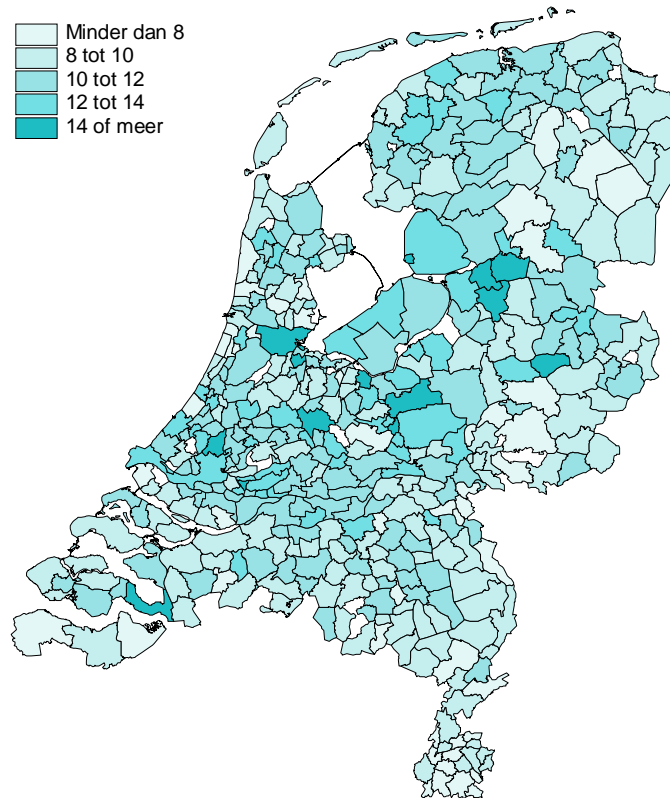 Minder dan 8
8 tot 10
10 tot 12
12 tot 14
14 of meer